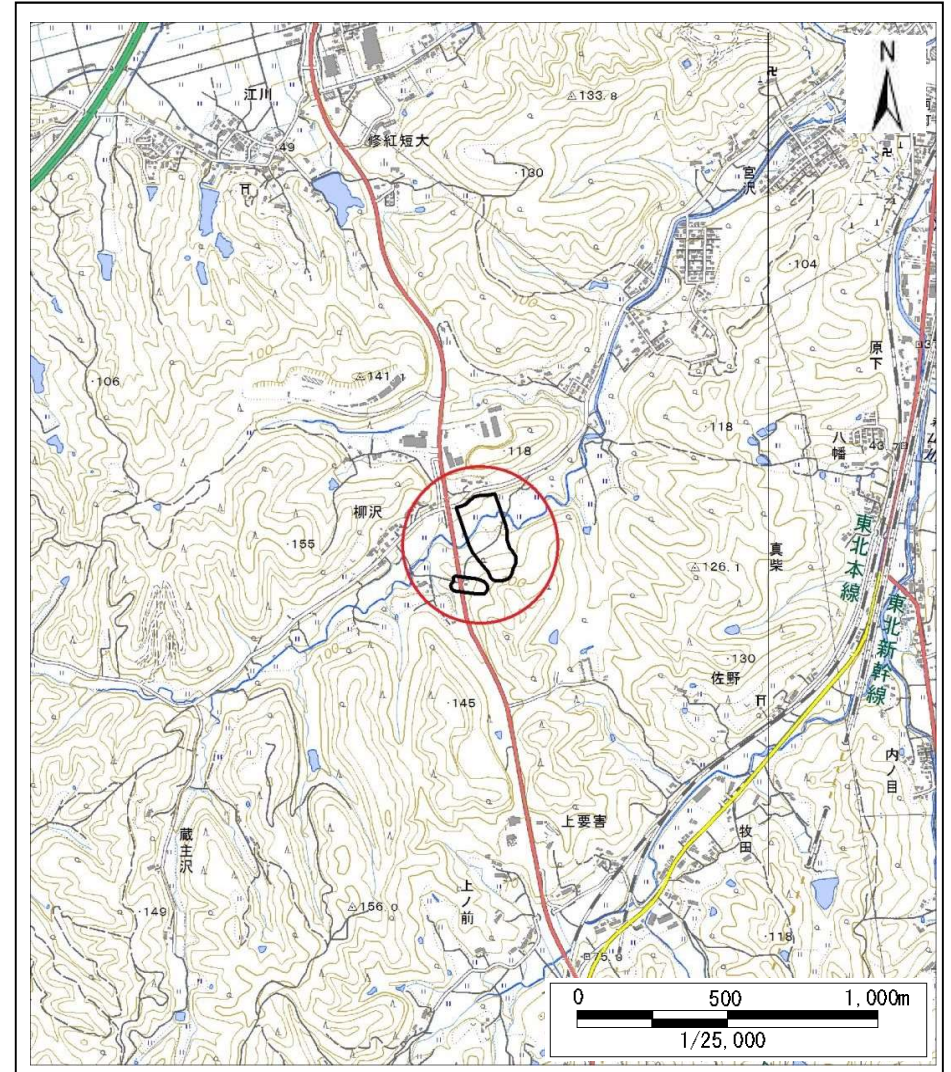 N
江川
49
修紅短大
133.8
130
宮沢
104
原下
106
141.1
118
118
八幡
43.7
柳沢
155
真柴
東北本線
126.1
東北新幹線
130
佐野
145
内ノ目
上要害
牧田
蔵主沢
上ノ前
149
156.0
118
75.9
0 500 1,000m
1/25,000